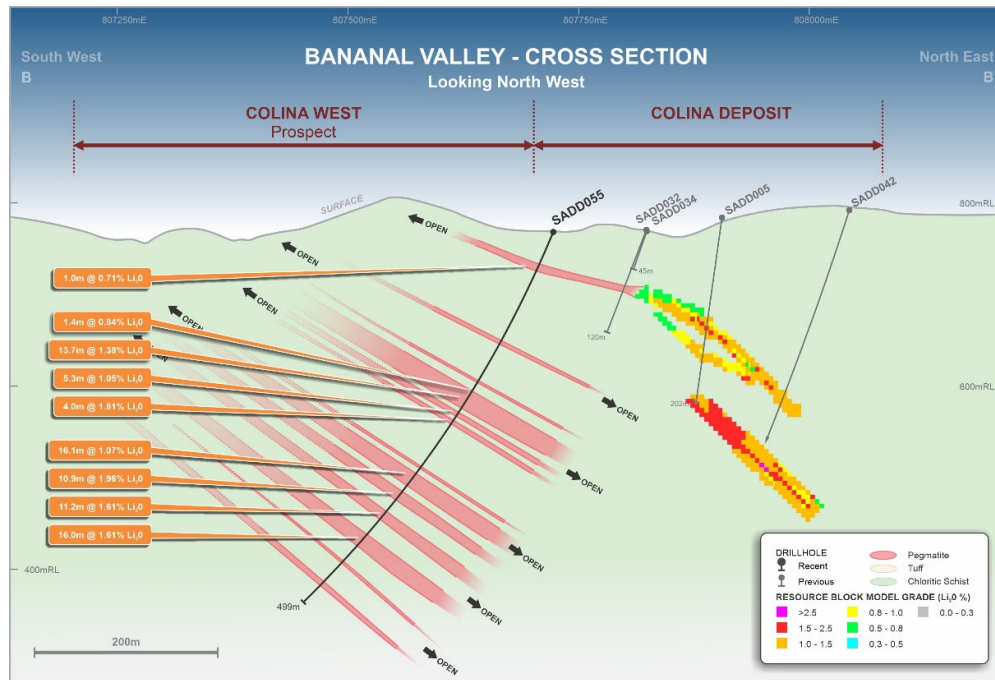 807250mE
807500mE
807750mE
808000mE
South West
B
BANANAL VALLEY - CROSS SECTION
Looking North West
North East
B
COLINA WEST
Prospect
COLINA DEPOSIT
SURFACE
SADD055
SADD032
SADD034
SADD005
SADD042
800mRL
OPEN
OPEN
OPEN
OPEN
OPEN
45m
120m
202m
600mRL
1.0m @ 0.71% Li₂0
1.4m @ 0.84% Li₂0
13.7m @ 1.38% Li₂0
5.3m @ 1.05% Li₂0
4.0m @ 1.81% Li₂0
16.1m @ 1.07% Li₂0
10.9m @ 1.96% Li₂0
11.2m @ 1.61% Li₂0
16.0m @ 1.61% Li₂0
OPEN
OPEN
OPEN
OPEN
OPEN
400mRL
499m
200m
DRILLHOLE
Recent
Previous
Pegmatite
Tuff
Chloritic Schist
RESOURCE BLOCK MODEL GRADE (Li₂0 %)
>2.5
0.8 - 1.0
0.0 - 0.3
1.5 - 2.5
0.5 - 0.8
1.0 - 1.5
0.3 - 0.5